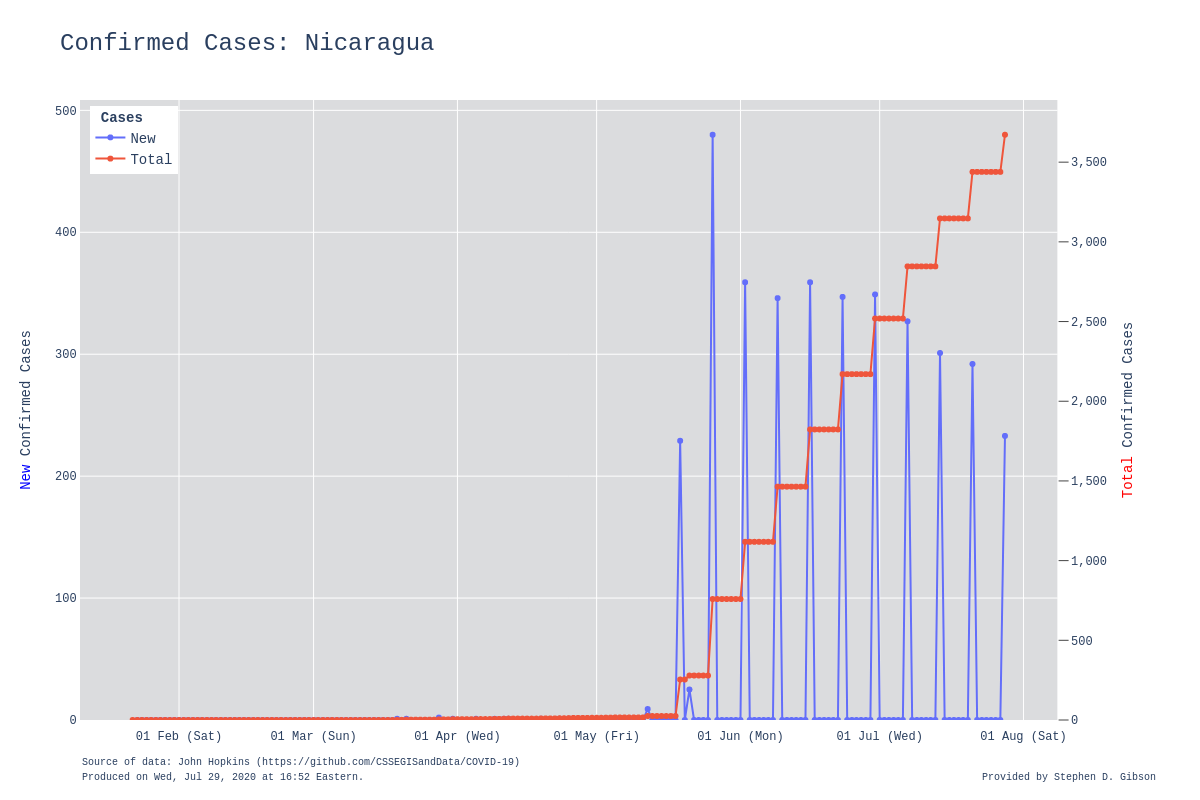 Confirmed Cases: Nicaragua
Cases
New
Total
500
400
300
200
100
0
3,500
3,000
2,500
2,000
1,500
1,000
500
0
New Confirmed Cases
Total Confirmed Cases
01 Feb (Sat) 01 Mar (Sun) 01 Apr (Wed) 01 May (Fri) 01 Jun (Mon) 01 Jul (Wed) 01 Aug (Sat)
Source of data: John Hopkins (https://github.com/CSSEGISandData/COVID-19)
Produced on Wed, Jul 29, 2020 at 16:52 Eastern.
Provided by Stephen D. Gibson